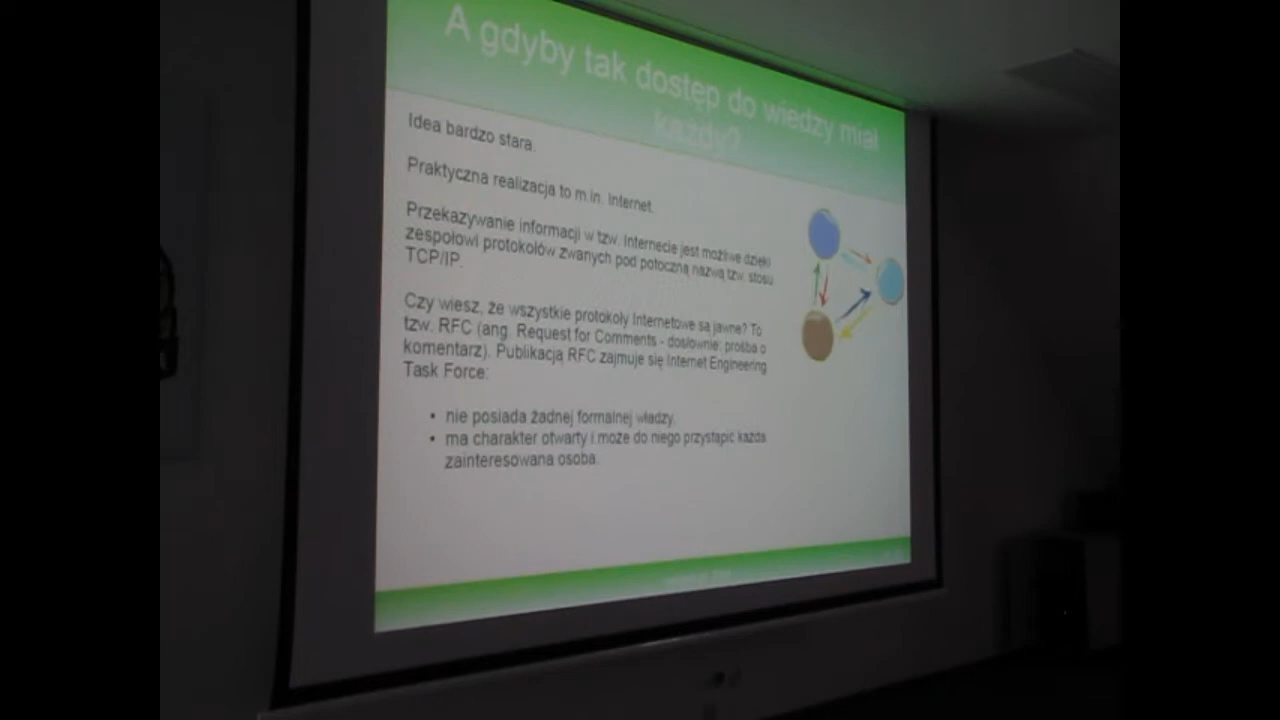 A gdyby tak dostęp do wiedzy miał
każdy?
Idea bardzo stara.
Praktyczna realizacja to m.in. Internet.
Przekazywanie informacji w tzw. Internecie jest możliwe dzięki
zespołowi protokołów zwanych pod potoczną nazwą tzw. stosu
TCP/IP.
Czy wiesz, że wszystkie protokoły Internetowe są jawne? To
tzw. RFC (ang. Request for Comments - dosłownie: prośba o
komentarz). Publikacją RFC zajmuje się Internet Engineering
Task Force:
• nie posiada żadnej formalnej władzy,
• ma charakter otwarty i może do niego przystąpić każda
zainteresowana osoba.